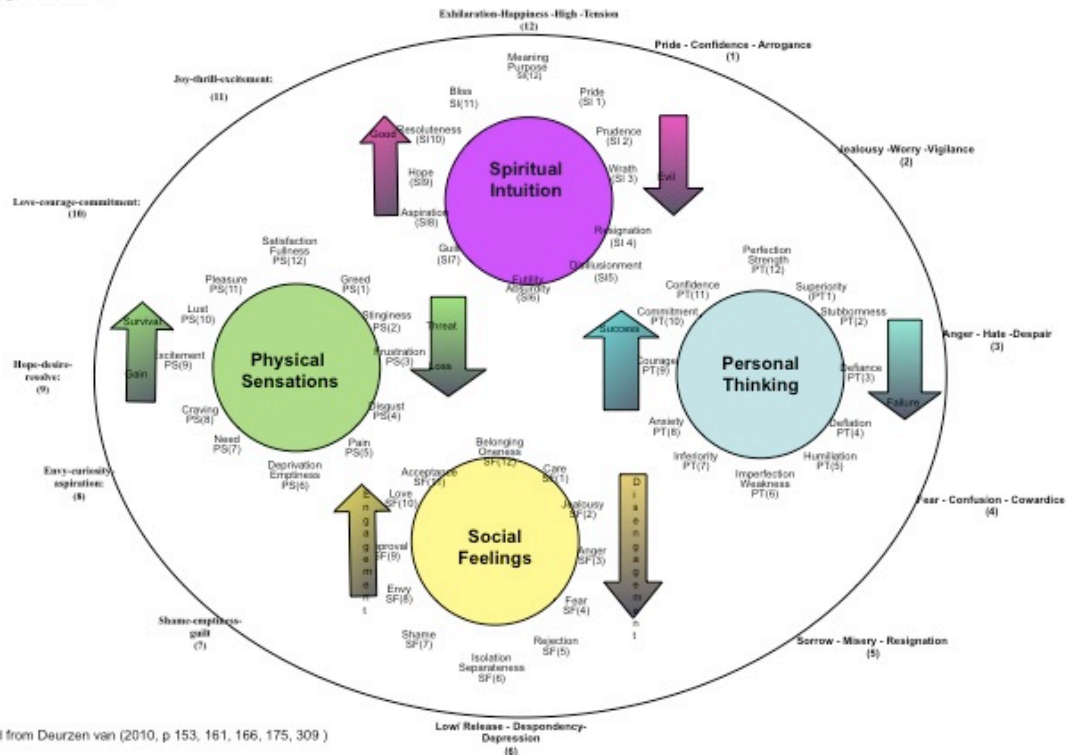 Exhilaration-Happiness -High -Tension
(12)
Pride - Confidence - Arrogance
(1)
Joy-thrill-excitement:
(11)
Jealousy -Worry -Vigilance
(2)
Love-courage-commitment:
(10)
Anger - Hate -Despair
(3)
Hope-desire-
resolve:
(9)
Fear - Confusion - Cowardice
(4)
Envy-curiosity
aspiration:
(8)
Sorrow - Misery - Resignation
(5)
Shame-emptiness-
guilt
(7)
Low/ Release - Despondency-
Depression
(6)
Meaning
Purpose
SI(12)
Pride
(SI 1)
Prudence
(SI 2)
Wrath
(SI 3)
Resignation
(SI 4)
Disillusionment
(SI5)
Futility
Absurdity
(SI6)
Guilt
(SI7)
Aspiration
(SI8)
Hope
(SI9)
Resoluteness
(SI10)
Bliss
SI(11)
Good
Evil
Spiritual
Intuition
Satisfaction
Fullness
PS(12)
Greed
PS(1)
Stinginess
PS(2)
Frustration
PS(3)
Disgust
PS(4)
Pain
PS(5)
Deprivation
Emptiness
PS(6)
Need
PS(7)
Craving
PS(8)
Excitement
PS(9)
Lust
PS(10)
Pleasure
PS(11)
Survival
Gain
Threat
Loss
Physical
Sensations
Perfection
Strength
PT(12)
Superiority
(PT1)
Stubbornness
PT(2)
Defiance
PT(3)
Deflation
PT(4)
Humiliation
PT(5)
Imperfection
Weakness
PT(6)
Inferiority
PT(7)
Anxiety
PT(8)
Courage
PT(9)
Commitment
PT(10)
Confidence
PT(11)
Success
Failure
Personal
Thinking
Belonging
Oneness
SF(12)
Care
SF(1)
Jealousy
SF(2)
Anger
SF(3)
Fear
SF(4)
Rejection
SF(5)
Isolation
Separateness
SF(6)
Shame
SF(7)
Envy
SF(8)
pproval
SF(9)
Love
SF(10)
Acceptance
SF(11)
Engagement
Disengagement
Social
Feelings
d from Deurzen van (2010, p 153, 161, 166, 175, 309 )